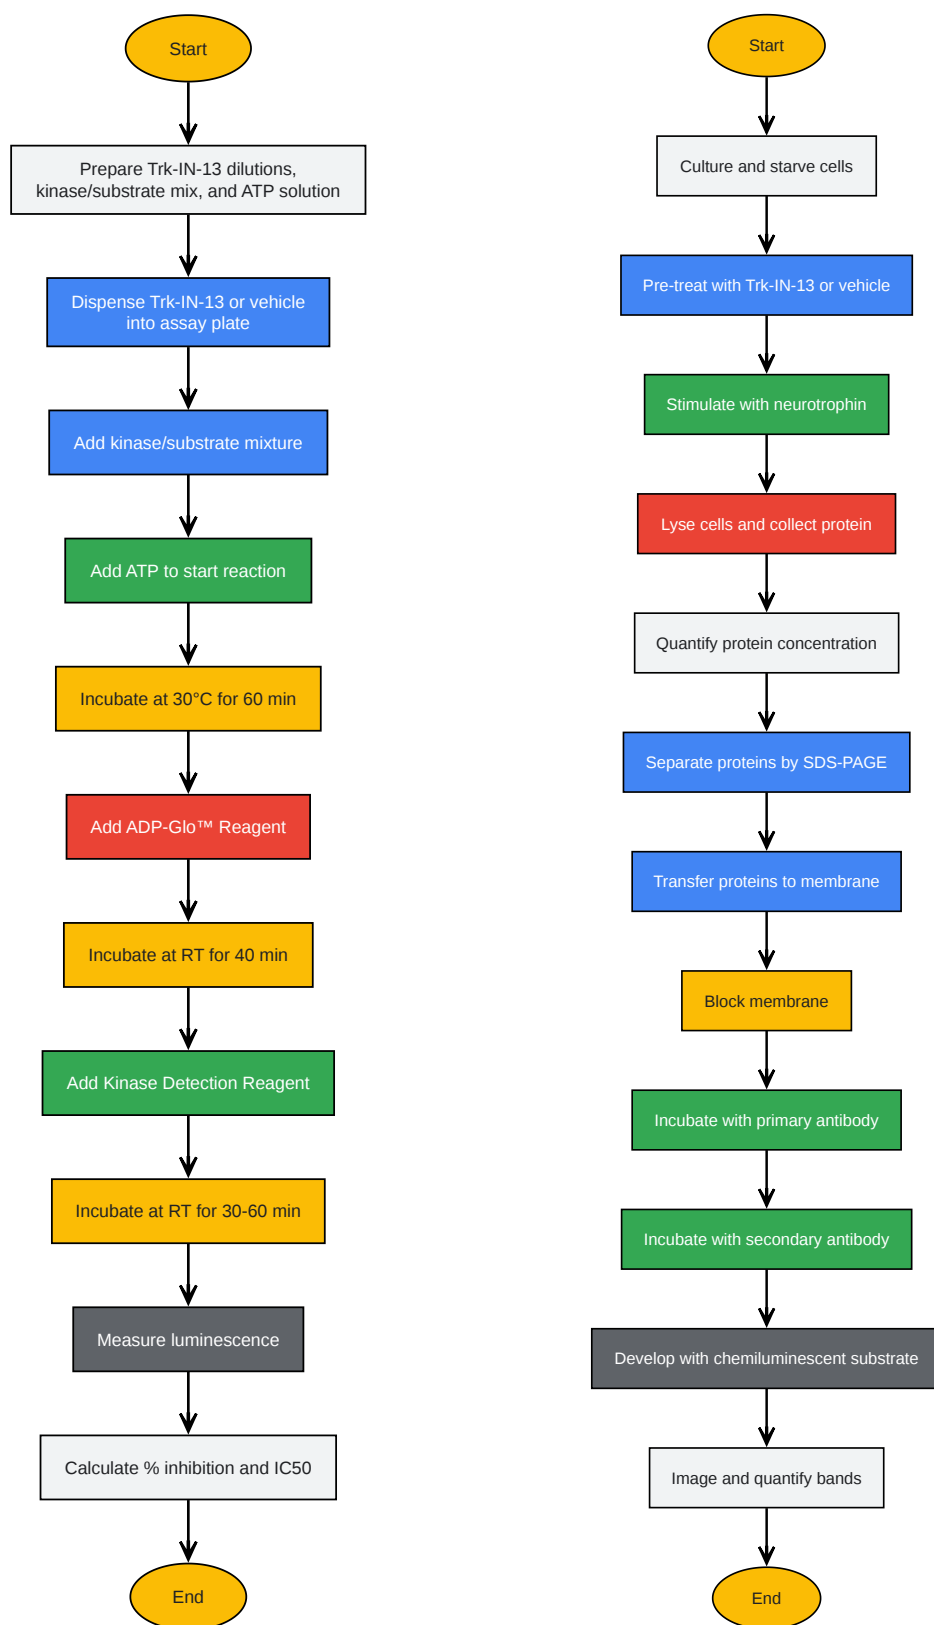 Start
Prepare Trk-IN-13 dilutions,
kinase/substrate mix, and ATP solution
Dispense Trk-IN-13 or vehicle
into assay plate
Add kinase/substrate mixture
Add ATP to start reaction
Incubate at 30°C for 60 min
Add ADP-Glo™ Reagent
Incubate at RT for 40 min
Add Kinase Detection Reagent
Incubate at RT for 30-60 min
Measure luminescence
Calculate % inhibition and IC50
End
Start
Culture and starve cells
Pre-treat with Trk-IN-13 or vehicle
Stimulate with neurotrophin
Lyse cells and collect protein
Quantify protein concentration
Separate proteins by SDS-PAGE
Transfer proteins to membrane
Block membrane
Incubate with primary antibody
Incubate with secondary antibody
Develop with chemiluminescent substrate
Image and quantify bands
End